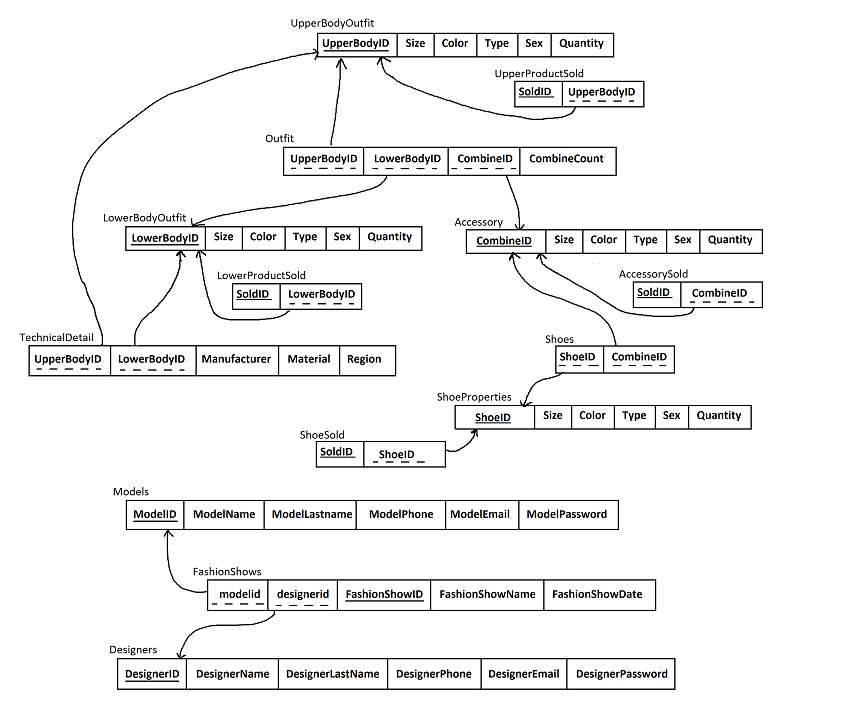 UpperBodyOutfit
UpperBodyID Size Color Type Sex Quantity
UpperProductSold
SoldID UpperBodyID
Outfit
UpperBodyID LowerBodyID CombineID CombineCount
LowerBodyOutfit
LowerBodyID Size Color Type Sex Quantity
Accessory
CombineID Size Color Type Sex Quantity
LowerProductSold
SoldID LowerBodyID
AccessorySold
SoldID CombineID
TechnicalDetail
UpperBodyID LowerBodyID Manufacturer Material Region
Shoes
ShoeID CombineID
ShoeProperties
ShoeID Size Color Type Sex Quantity
ShoeSold
SoldID ShoeID
Models
ModelID ModelName ModelLastname ModelPhone ModelEmail ModelPassword
FashionShows
modelid designerid FashionShowID FashionShowName FashionShowDate
Designers
DesignerID DesignerName DesignerLastName DesignerPhone DesignerEmail DesignerPassword